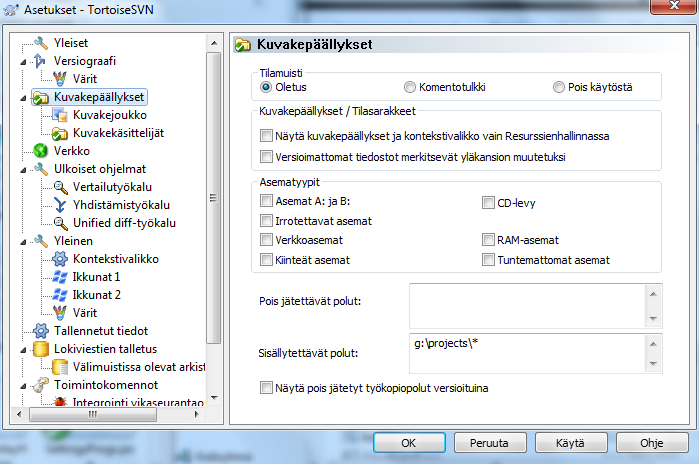 Asetukset - TortoiseSVN
Yleiset
Versiograafi
Värit
Kuvakepäällykset
Kuvakejoukko
Kuvakekäsittelijät
Verkko
Ulkoiset ohjelmat
Vertailutyökalu
Yhdistämistyökalu
Unified diff-työkalu
Yleinen
Kontekstivalikko
Ikkunat 1
Ikkunat 2
Värit
Tallennetut tiedot
Lokiviestien talletus
Välimuistissa olevat arkist
Toimintokomennot
Integrointi vikaseurantao
Kuvakepäällykset
Tilamuisti
Oletus
Komentotulkki
Pois käytöstä
Kuvakepäällykset / Tilasarakkeet
Näytä kuvakepäällykset ja kontekstivalikko vain Resurssienhallinnassa
Versioimattomat tiedostot merkitsevät yläkansion muutetuksi
Asematyypit
Asemat A: ja B:
CD-levy
Irrotettavat asemat
Verkkoasemat
RAM-asemat
Kiinteät asemat
Tuntemattomat asemat
Pois jätettävät polut:
Sisällytettävät polut:
g:\projects\*
Näytä pois jätetyt työkopiopolut versioituina
OK
Peruuta
Käytä
Ohje